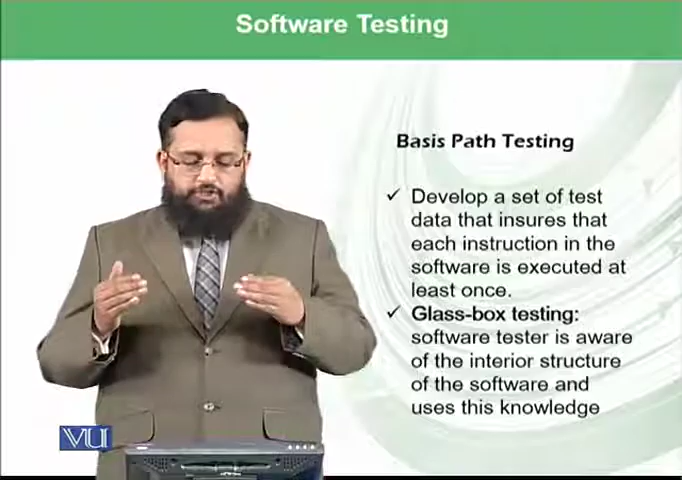 Software Testing
Basis Path Testing
✓ Develop a set of test
data that insures that
each instruction in the
software is executed at
least once.
✓ Glass-box testing:
software tester is aware
of the interior structure
of the software and
uses this knowledge
VU